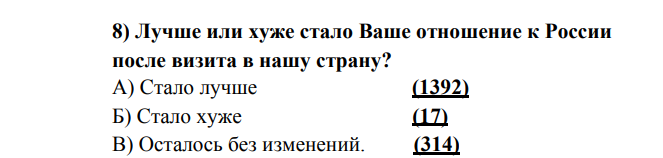 8) Лучше или хуже стало Ваше отношение к России
после визита в нашу страну?
А) Стало лучше (1392)
Б) Стало хуже (17)
В) Осталось без изменений. (314)